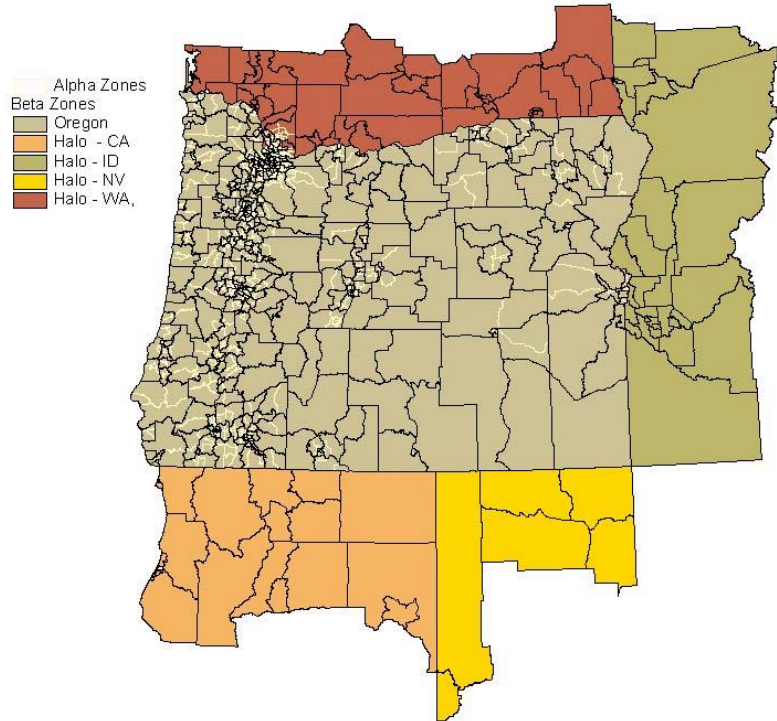 Alpha Zones
Beta Zones
Oregon
Halo - CA
Halo - ID
Halo - NV
Halo - WA,